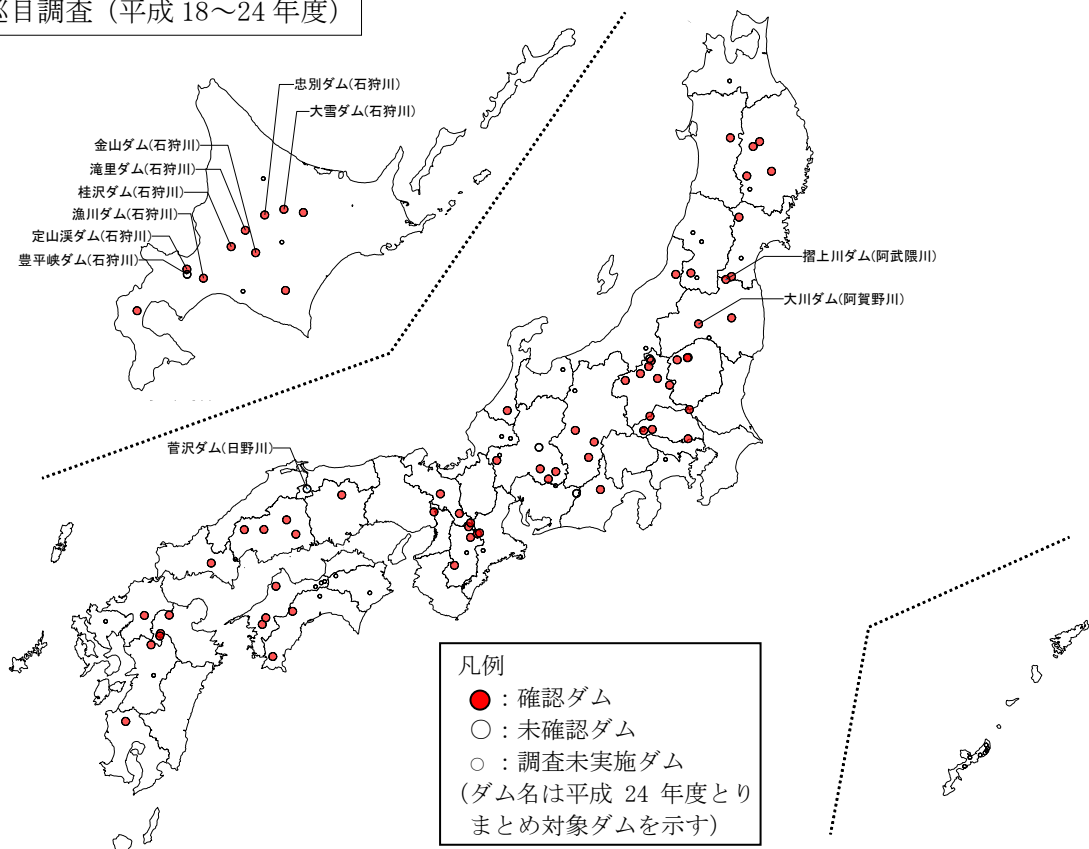 巡目調査（平成 18～24 年度）
忠別ダム(石狩川)
大雪ダム(石狩川)
金山ダム(石狩川)
滝里ダム(石狩川)
桂沢ダム(石狩川)
漁川ダム(石狩川)
定山渓ダム(石狩川)
豊平峡ダム(石狩川)
摺上川ダム(阿武隈川)
大川ダム(阿賀野川)
菅沢ダム(日野川)
凡例
：確認ダム
○：未確認ダム
○：調査未実施ダム
(ダム名は平成 24 年度とり
まとめ対象ダムを示す)